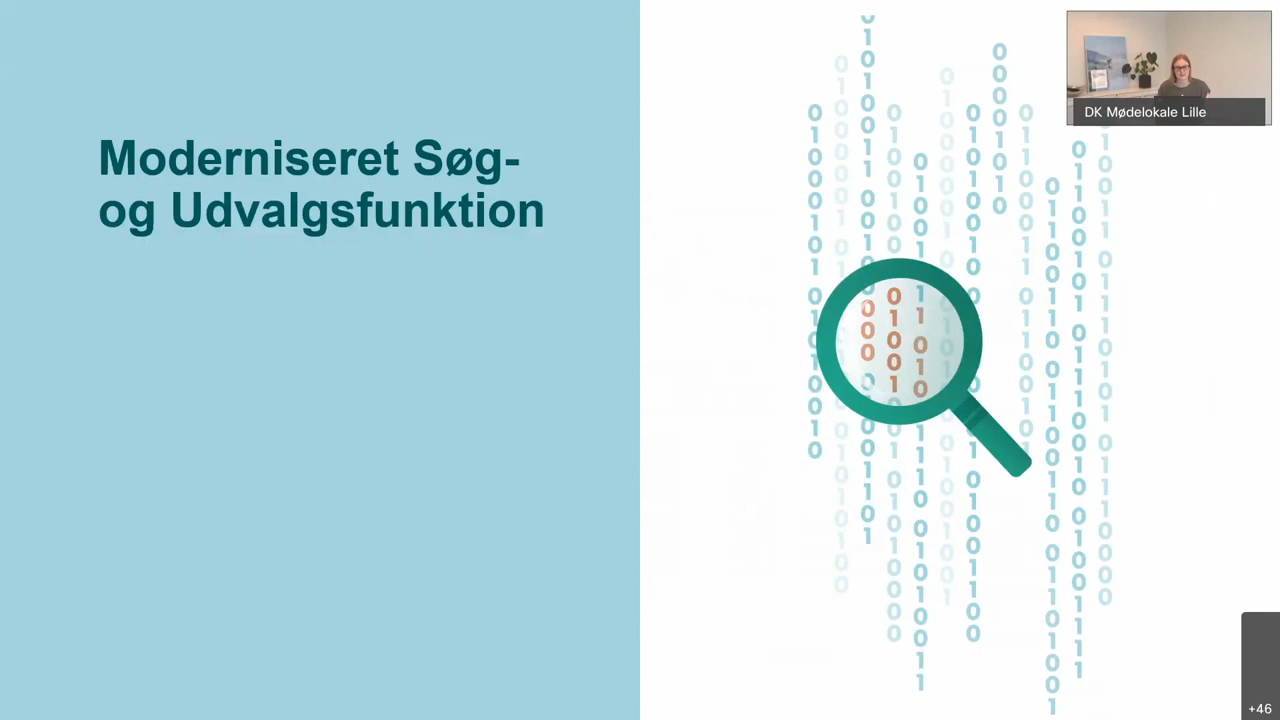 Moderniseret Søg-
og Udvalgsfunktion
DK Mødelokale Lille
+46